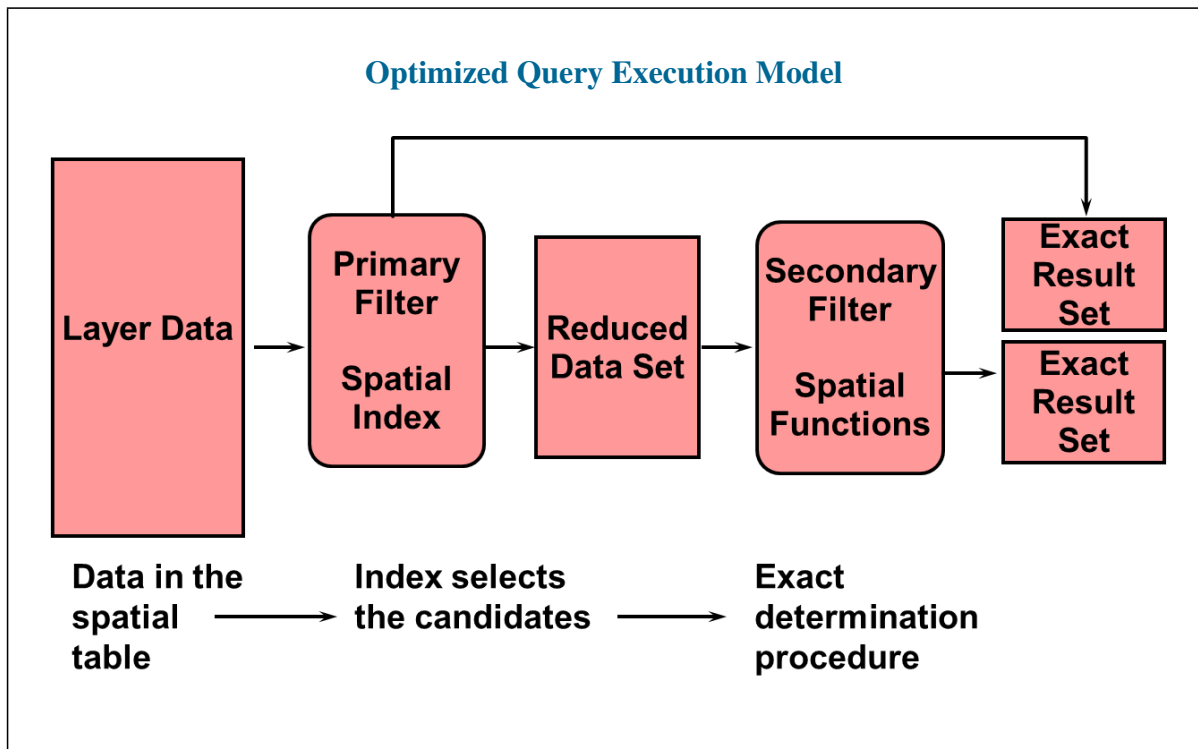 Optimized Query Execution Model
Layer Data
Primary
Filter
Spatial
Index
Reduced
Data Set
Secondary
Filter
Spatial
Functions
Exact
Result
Set
Exact
Result
Set
Data in the
spatial
table
Index selects
the candidates
Exact
determination
procedure